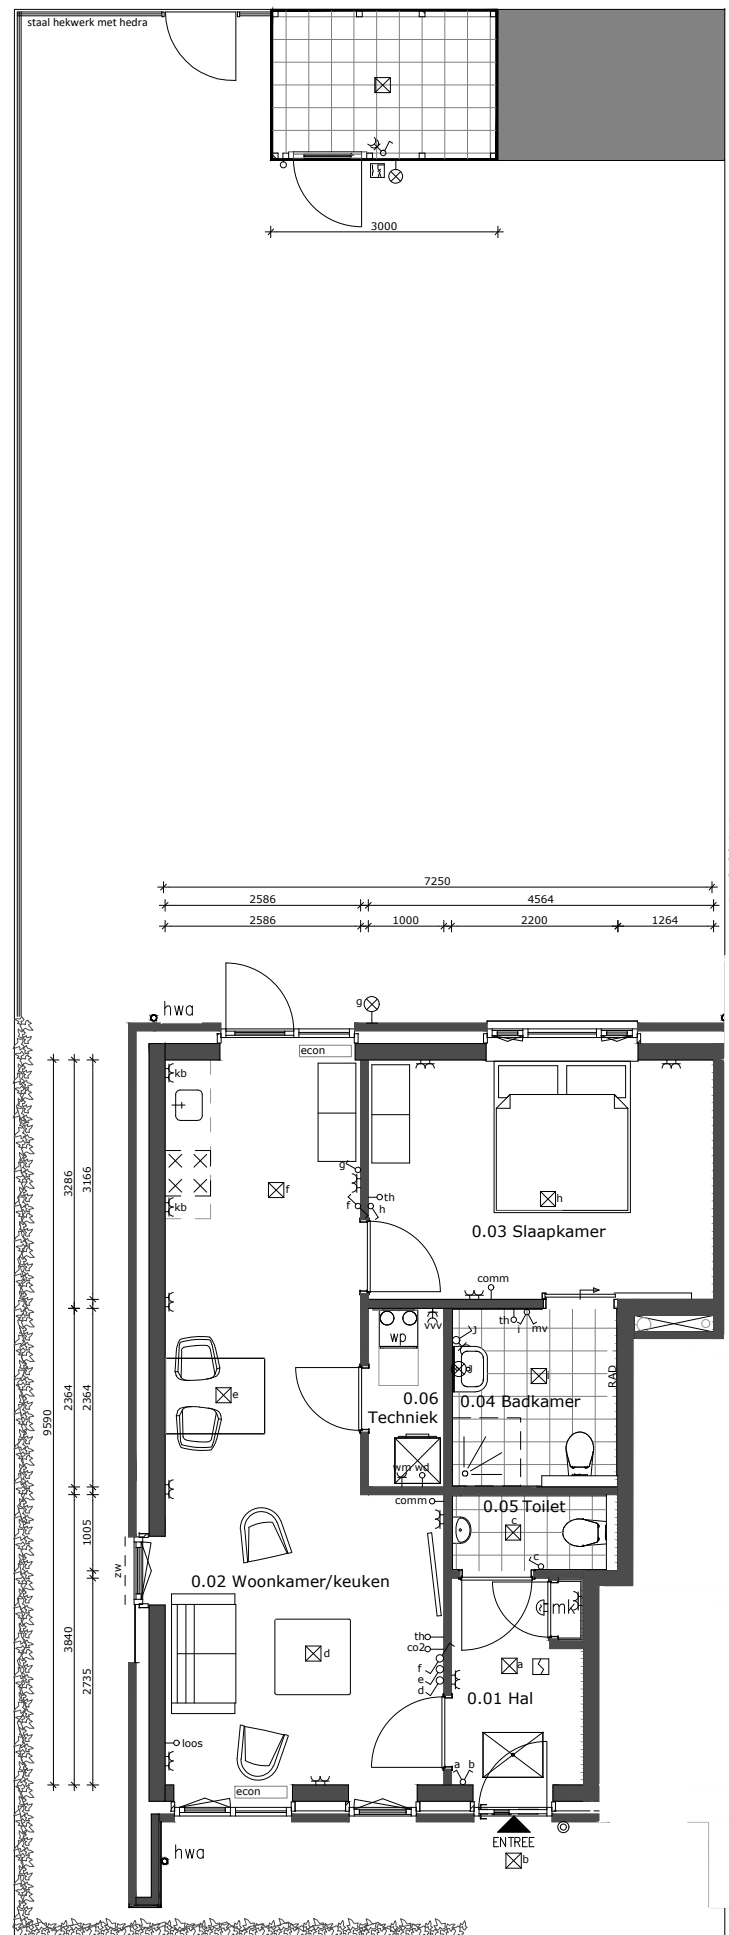 staal hekwerk met hedra
3000
7250
2586
4564
2586
1000
2200
1264
hwa
g
econ
kb
f
g
th
f
h
h
kb
0.03 Slaapkamer
comm
3286
3166
vvv
wp
th
i
mv
J
RAD
0.06
Techniek
0.04 Badkamer
e
9590
2364
2364
wm wd
comm
0.05 Toilet
c
c
1005
zw
0.02 Woonkamer/keuken
mk
3840
2735
th
co2
f
e
d
d
a
0.01 Hal
loos
a b
econ
ENTREE
b
hwa